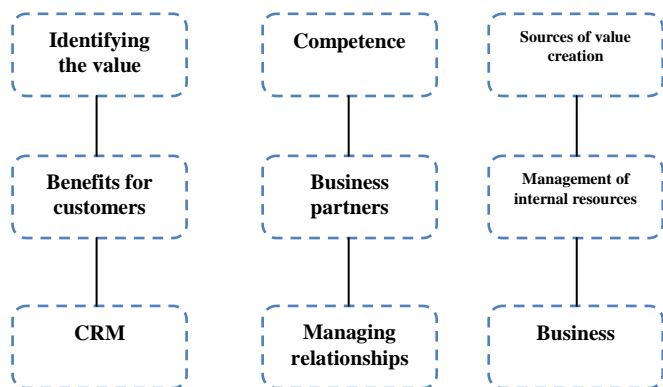 Identifying
the value
Competence
Sources of value
creation
Benefits for
customers
Business
partners
Management of
internal resources
CRM
Managing
relationships
Business